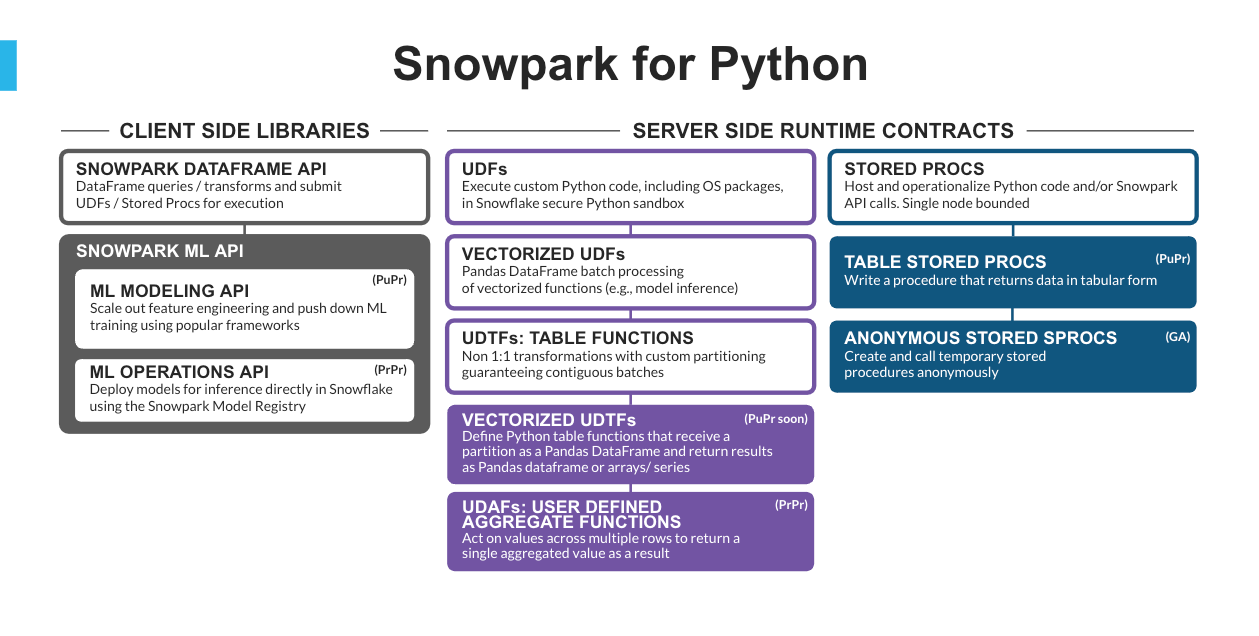 Snowpark for Python
CLIENT SIDE LIBRARIES
SNOWPARK DATAFRAME API
DataFrame queries / transforms and submit
UDFs / Stored Procs for execution
SNOWPARK ML API
(PuPr)
ML MODELING API
Scale out feature engineering and push down ML
training using popular frameworks
ML OPERATIONS API
(PrPr)
Deploy models for inference directly in Snowflake
using the Snowpark Model Registry
SERVER SIDE RUNTIME CONTRACTS
UDFs
Execute custom Python code, including OS packages,
in Snowflake secure Python sandbox
VECTORIZED UDFs
Pandas DataFrame batch processing
of vectorized functions (e.g., model inference)
UDTFs: TABLE FUNCTIONS
Non 1:1 transformations with custom partitioning
guaranteeing contiguous batches
VECTORIZED UDTFs
(PuPr soon)
Define Python table functions that receive a
partition as a Pandas DataFrame and return results
as Pandas dataframe or arrays/ series
UDAFs: USER DEFINED
(PrPr)
AGGREGATE FUNCTIONS
Act on values across multiple rows to return a
single aggregated value as a result
STORED PROCS
Host and operationalize Python code and/or Snowpark
API calls. Single node bounded
TABLE STORED PROCS
(PuPr)
Write a procedure that returns data in tabular form
ANONYMOUS STORED SPROCS
(GA)
Create and call temporary stored
procedures anonymously